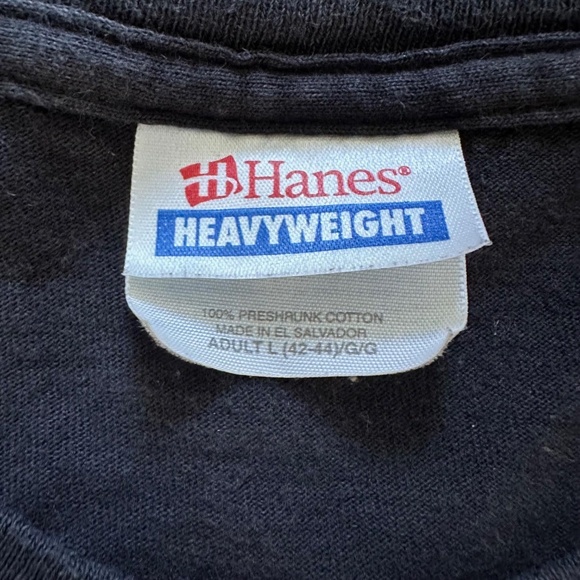 Hanes®
HEAVYWEIGHT
100% PRESHRUNK COTTON
MADE IN EL SALVADOR
ADULT L (42-44)/G/G